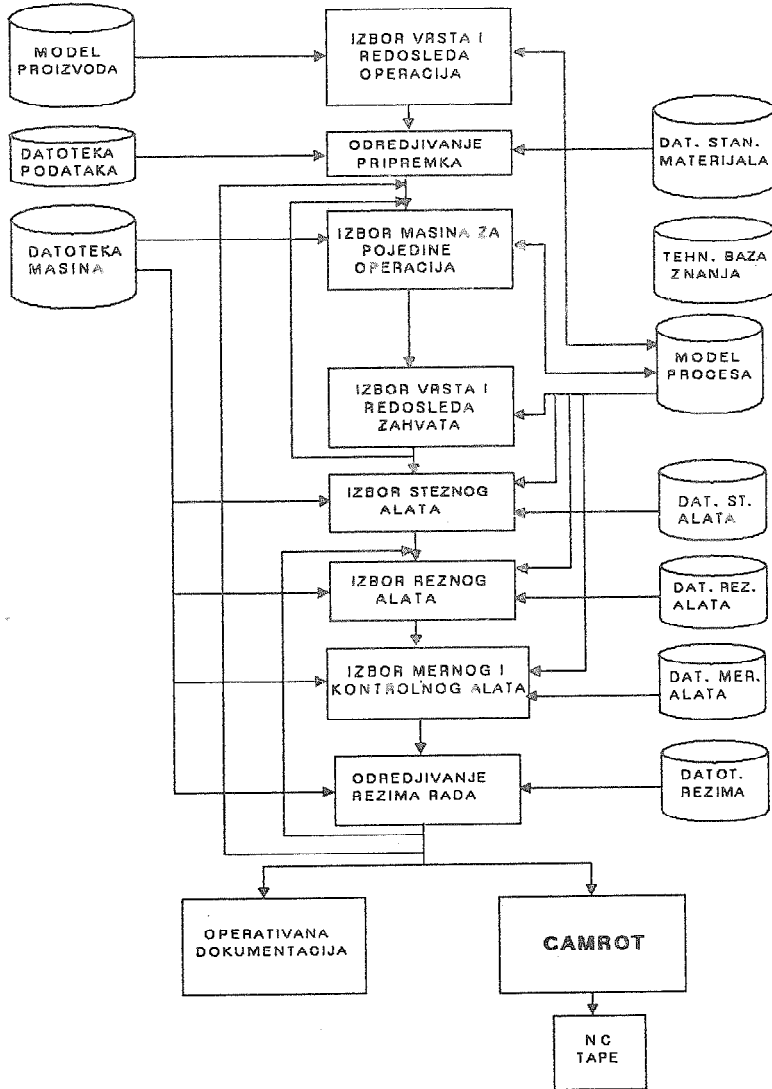 MODEL
PROIZVODA
IZBOR VRSTA I
REDOSLEDA
OPERACIJA
DATOTEKA
PODATAKA
ODREDJIVANJE
PRIPREMKA
DAT. STAN.
MATERIJALA
DATOTEKA
MASINA
IZBOR MASINA ZA
POJEDINE
OPERACIJA
TEHN. BAZA
ZNANJA
MODEL
PROCESA
IZBOR VRSTA I
REDOSLEDA
ZAHVATA
IZBOR STEZNOG
ALATA
DAT. ST.
ALATA
IZBOR REZNOG
ALATA
DAT. REZ.
ALATA
IZBOR MERNOG I
KONTROLNOG ALATA
DAT. MER.
ALATA
ODREDJIVANJE
REZIMA RADA
DATOT.
REZIMA
OPERATIVANA
DOKUMENTACIJA
CAMROT
NC
TAPE